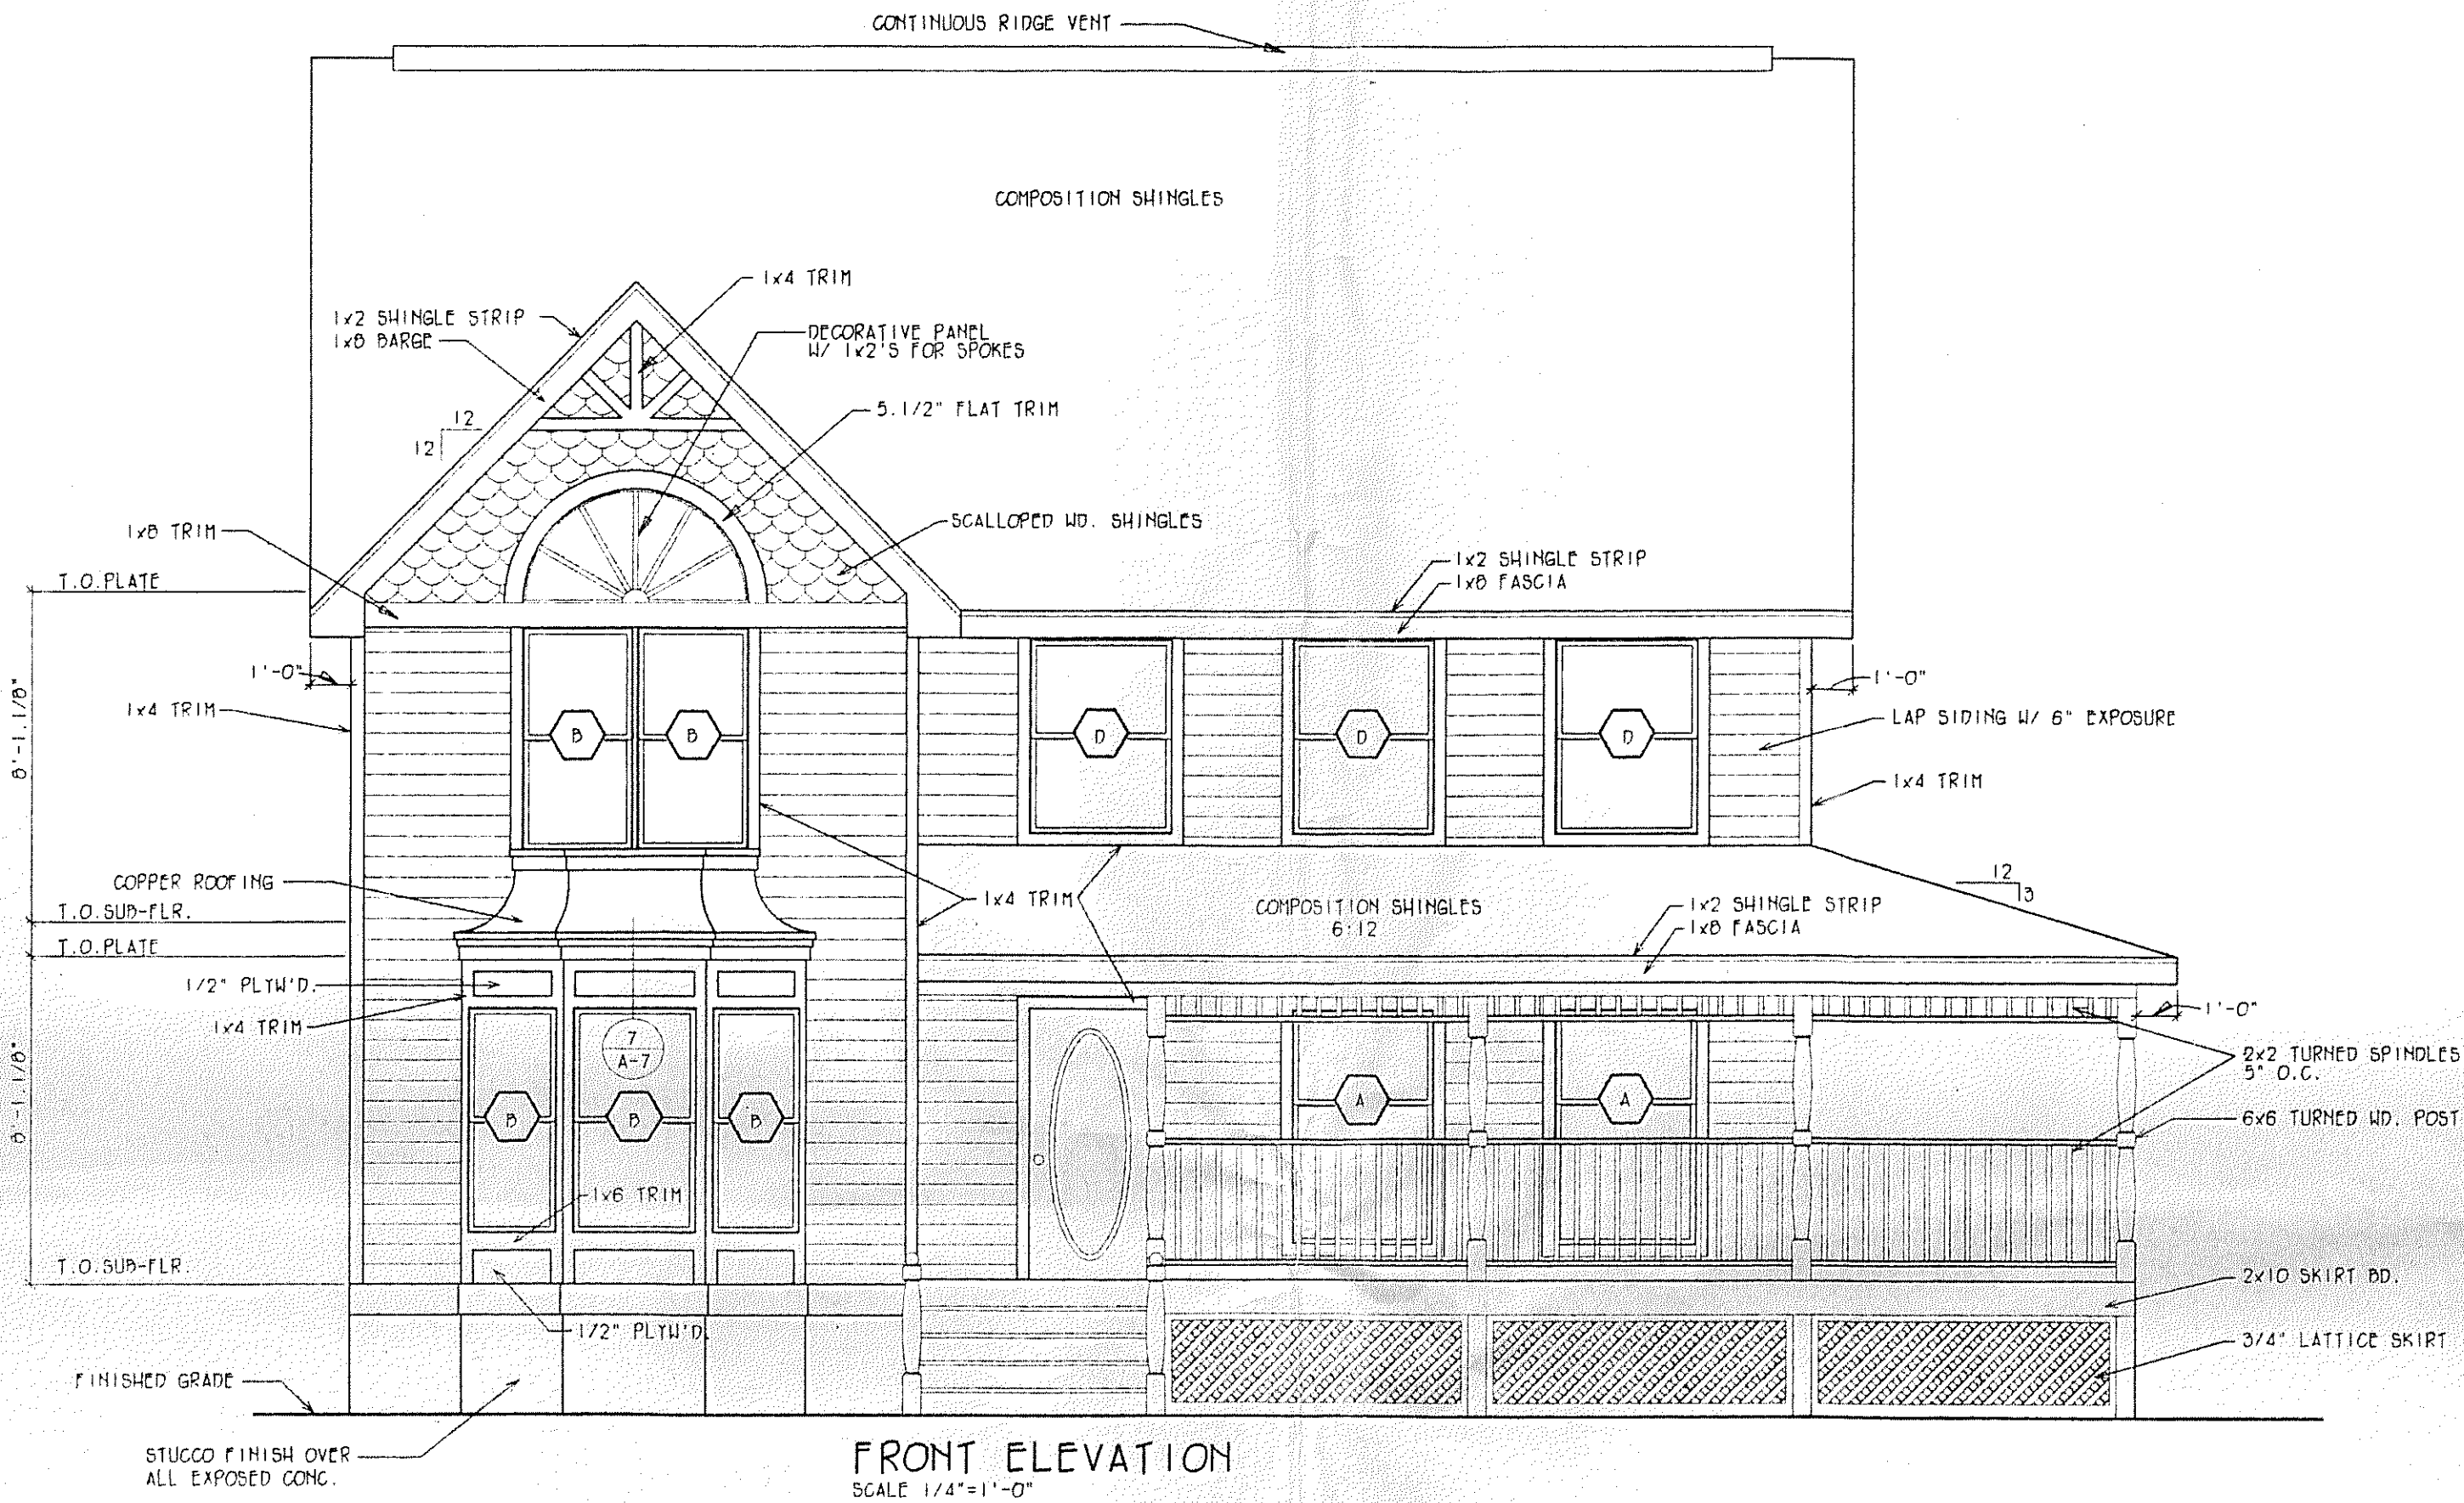 CONTINUOUS RIDGE VENT
COMPOSITION SHINGLES
1x4 TRIM
1x2 SHINGLE STRIP
1x8 BARGE
DECORATIVE PANEL
W/ 1x2'S FOR SPOKES
5.1/2" FLAT TRIM
12
12
SCALLOPED WD. SHINGLES
1x8 TRIM
1x2 SHINGLE STRIP
1x8 FASCIA
T.O.PLATE
1'-0"
1'-0"
8'-1.1/8"
1x4 TRIM
LAP SIDING W/ 6" EXPOSURE
B
B
D
D
D
1x4 TRIM
COPPER ROOFING
12
3
1x4 TRIM
COMPOSITION SHINGLES
6:12
1x2 SHINGLE STRIP
1x8 FASCIA
T.O.SUB-FLR.
T.O.PLATE
1/2" PLYW'D.
1x4 TRIM
1'-0"
7
A-7
2x2 TURNED SPINDLES
5" O.C.
8'-1.1/8"
B
B
B
A
A
6x6 TURNED WD. POST
1x6 TRIM
T.O.SUB-FLR.
2x10 SKIRT BD.
1/2" PLYW'D.
3/4" LATTICE SKIRT
FINISHED GRADE
STUCCO FINISH OVER
ALL EXPOSED CONC.
FRONT ELEVATION
SCALE 1/4"=1'-0"